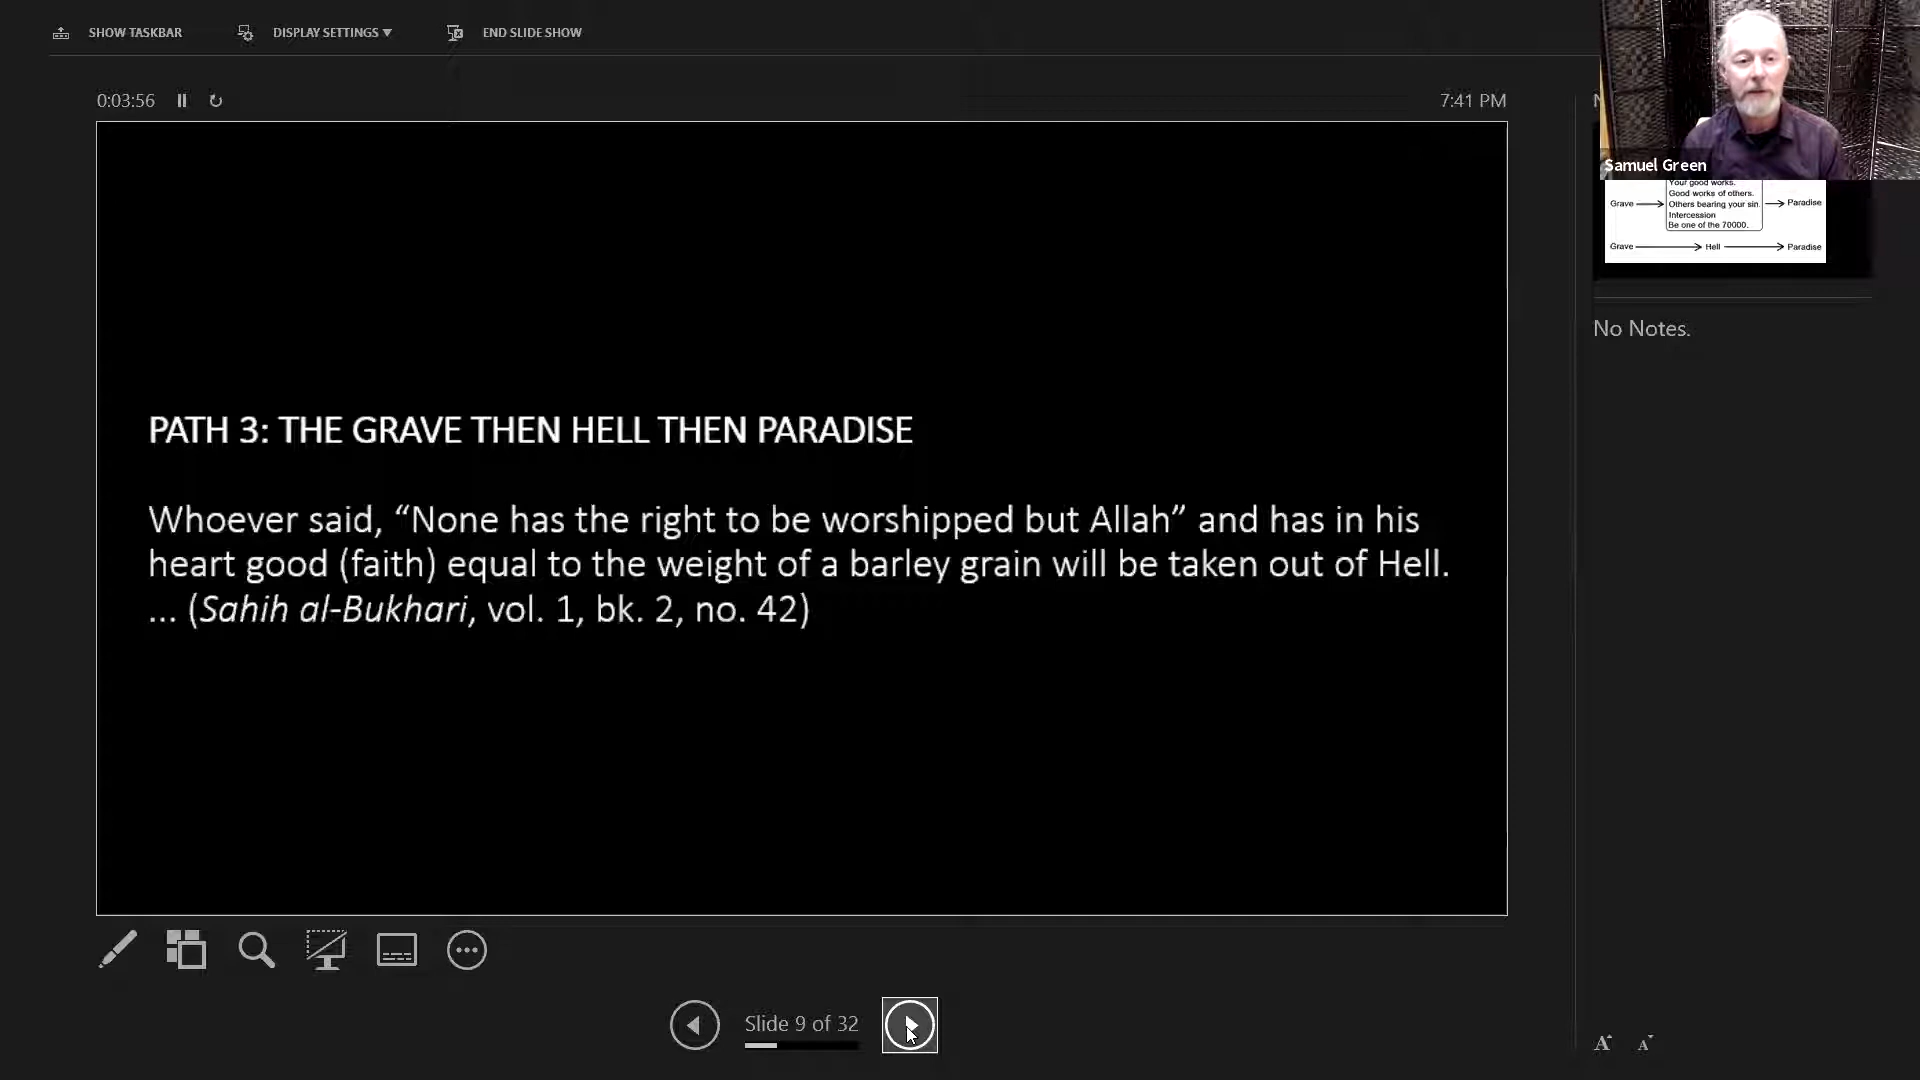 SHOW TASKBAR
DISPLAY SETTINGS ▼
END SLIDE SHOW
0:03:56
7:41 PM
Samuel Green
PATH 3: THE GRAVE THEN HELL THEN PARADISE
Whoever said, “None has the right to be worshipped but Allah” and has in his
heart good (faith) equal to the weight of a barley grain will be taken out of Hell.
... (Sahih al-Bukhari, vol. 1, bk. 2, no. 42)
Your good works.
Good works of others.
Grave Others bearing your sin. Paradise
Intercession
Be one of the 70000.
Grave Hell Paradise
No Notes.
Slide 9 of 32
A A